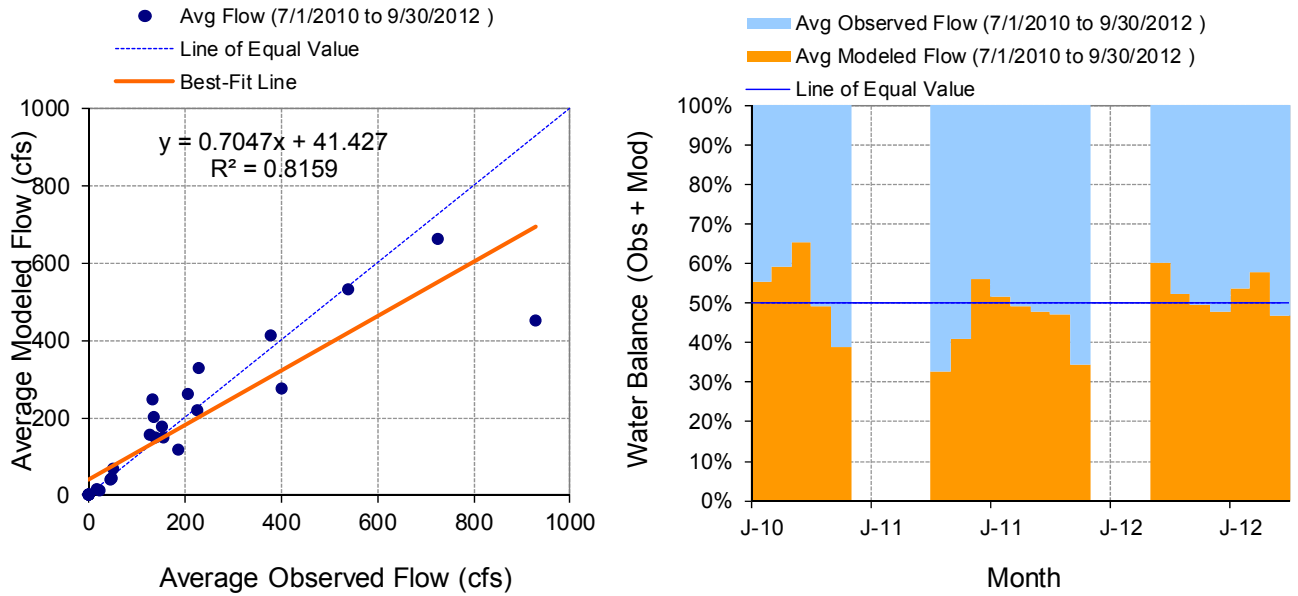 Avg Flow (7/1/2010 to 9/30/2012 )
Line of Equal Value
Best-Fit Line
y = 0.7047x + 41.427
R² = 0.8159
1000
800
600
400
200
0
0 200 400 600 800 1000
Average Modeled Flow (cfs)
Average Observed Flow (cfs)
Avg Observed Flow (7/1/2010 to 9/30/2012 )
Avg Modeled Flow (7/1/2010 to 9/30/2012 )
Line of Equal Value
100%
90%
80%
70%
60%
50%
40%
30%
20%
10%
0%
J-10 J-11 J-11 J-12 J-12
Water Balance (Obs + Mod)
Month